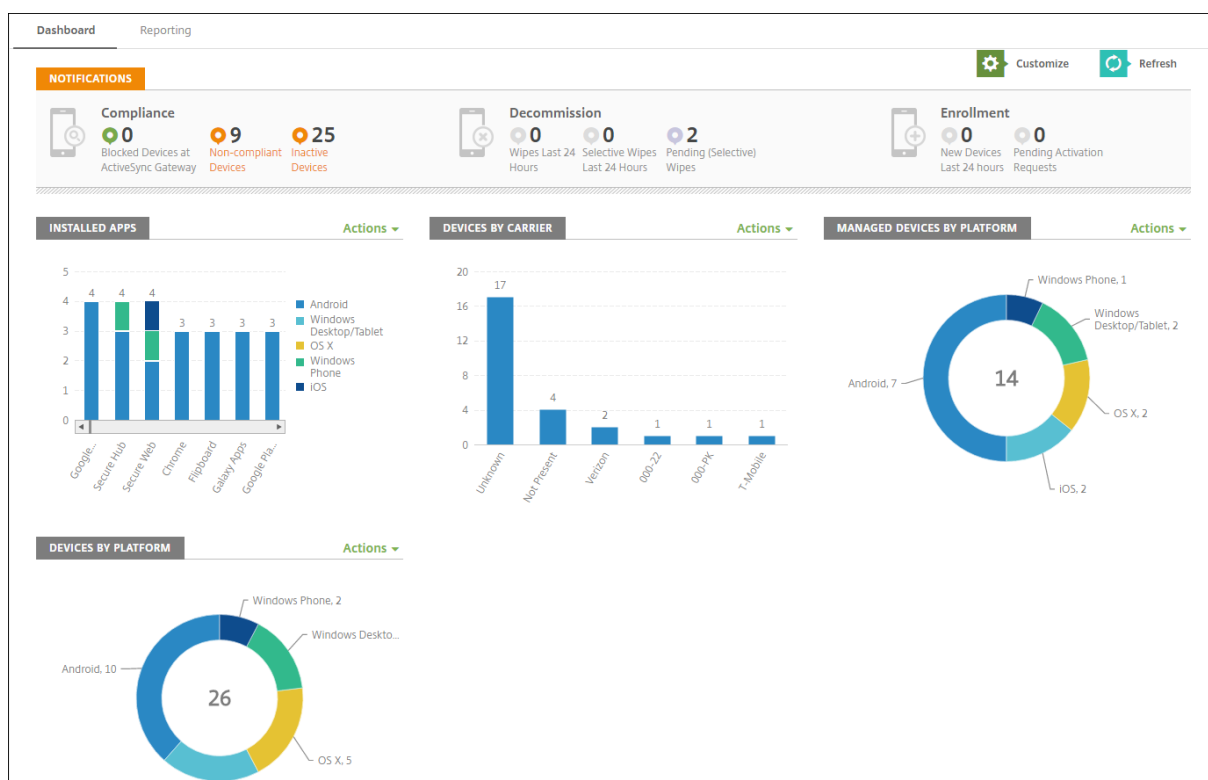 Dashboard
Reporting
Customize
Refresh
NOTIFICATIONS
Compliance
0
Blocked Devices at
ActiveSync Gateway
9
Non-compliant
Devices
25
Inactive
Devices
Decommission
0
Wipes Last 24
Hours
0
Selective Wipes
Last 24 Hours
2
Pending (Selective)
Wipes
Enrollment
0
New Devices
Last 24 hours
0
Pending Activation
Requests
INSTALLED APPS
Actions
5
4
3
2
1
0
4
4
4
3
3
3
3
Google...
Secure Hub
Secure Web
Chrome
Flipboard
Galaxy Apps
Google Pla...
Android
Windows
Desktop/Tablet
OS X
Windows
Phone
iOS
DEVICES BY CARRIER
Actions
20
16
12
8
4
0
17
4
2
1
1
1
Unknown
Not Present
Verizon
000-22
000-PK
T-Mobile
MANAGED DEVICES BY PLATFORM
Actions
Windows Phone, 1
Windows
Desktop/Tablet, 2
Android, 7
14
OS X, 2
iOS, 2
DEVICES BY PLATFORM
Actions
Windows Phone, 2
Windows Deskto...
Android, 10
26
OS X, 5